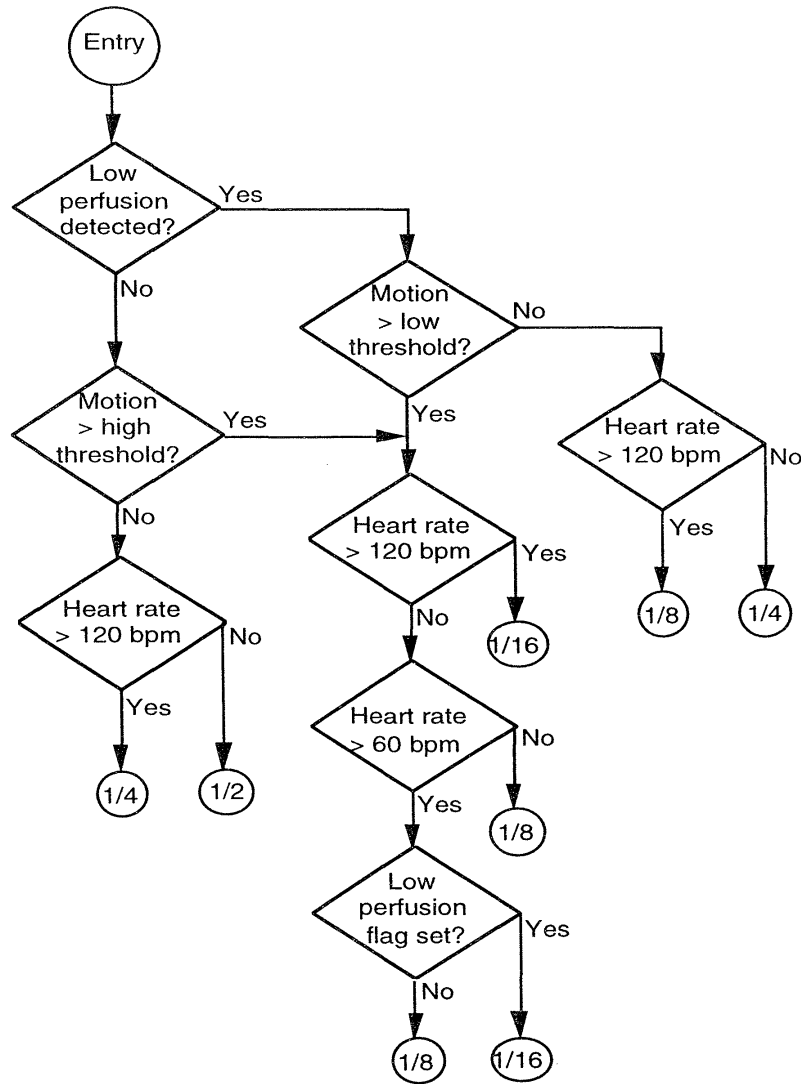 Entry
Low
perfusion
detected?
Yes
No
Motion
> low
threshold?
No
Yes
Motion
> high
threshold?
Yes
No
Heart rate
> 120 bpm
No
Yes
1/8
1/4
Heart rate
> 120 bpm
Yes
No
1/16
Heart rate
> 120 bpm
No
Yes
1/4
1/2
Heart rate
> 60 bpm
No
Yes
1/8
Low
perfusion
flag set?
Yes
No
1/8
1/16